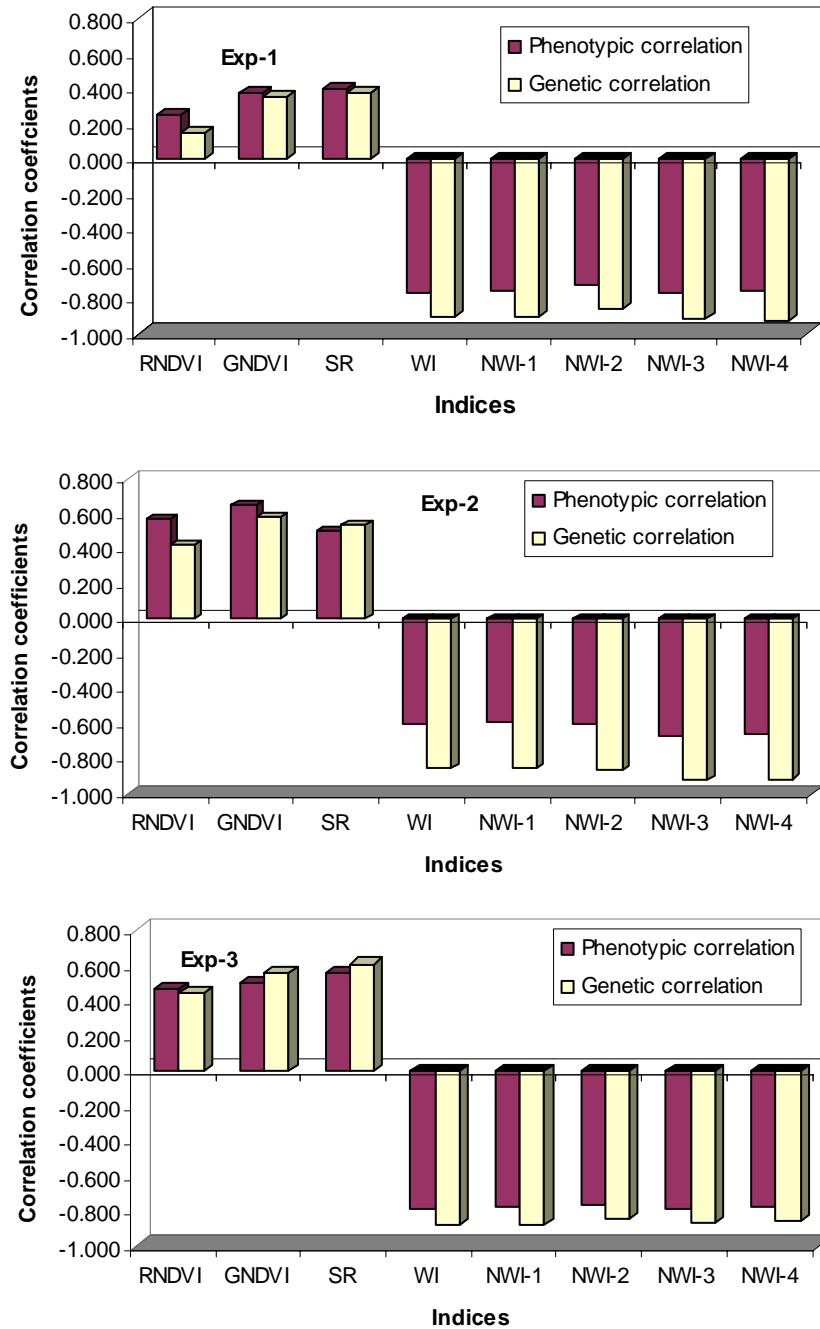 0.800
0.600
0.400
0.200
0.000
-0.200
-0.400
-0.600
-0.800
-1.000
Correlation coeffcients
Exp-1
Phenotypic correlation
Genetic correlation
RNDVI GNDVI SR WI NWI-1 NWI-2 NWI-3 NWI-4
Indices
0.800
0.600
0.400
0.200
0.000
-0.200
-0.400
-0.600
-0.800
-1.000
Correlation coefficients
Exp-2
Phenotypic correlation
Genetic correlation
RNDVI GNDVI SR WI NWI-1 NWI-2 NWI-3 NWI-4
Indices
0.800
0.600
0.400
0.200
0.000
-0.200
-0.400
-0.600
-0.800
-1.000
Correlation coefficients
Exp-3
Phenotypic correlation
Genetic correlation
RNDVI GNDVI SR WI NWI-1 NWI-2 NWI-3 NWI-4
Indices